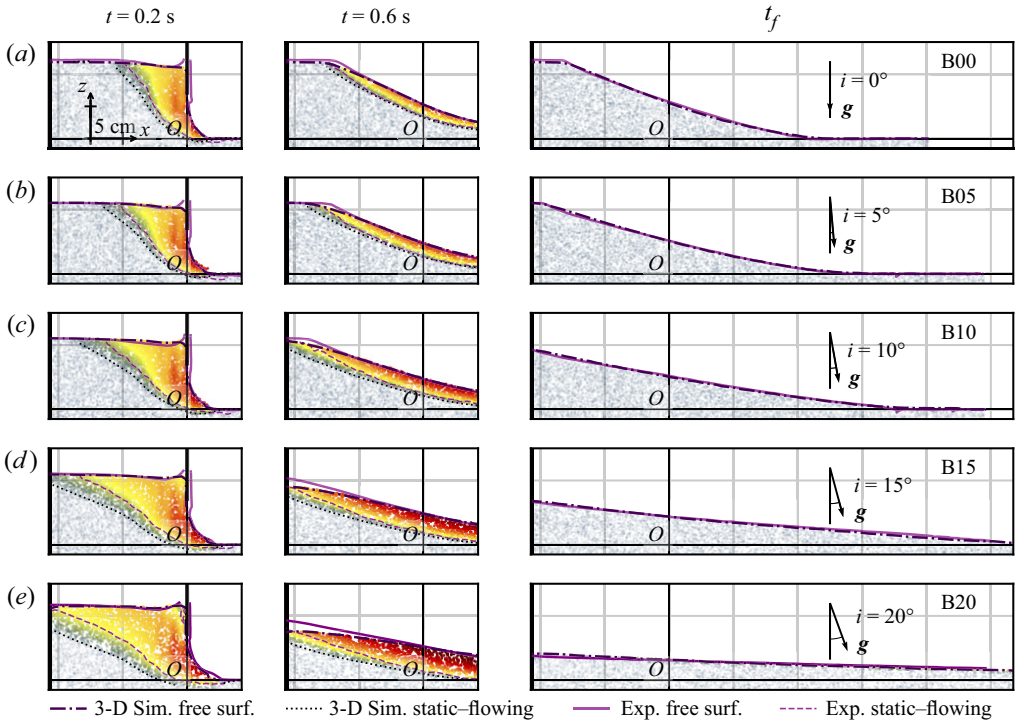 t = 0.2 s
t = 0.6 s
t_f
(a)
z
5 cm x
O
O
O
B00
i = 0°
g
(b)
O
O
O
B05
i = 5°
g
(c)
O
O
O
B10
i = 10°
g
(d)
O
O
O
B15
i = 15°
g
(e)
O
O
O
B20
i = 20°
g
3-D Sim. free surf.
3-D Sim. static–flowing
Exp. free surf.
Exp. static–flowing